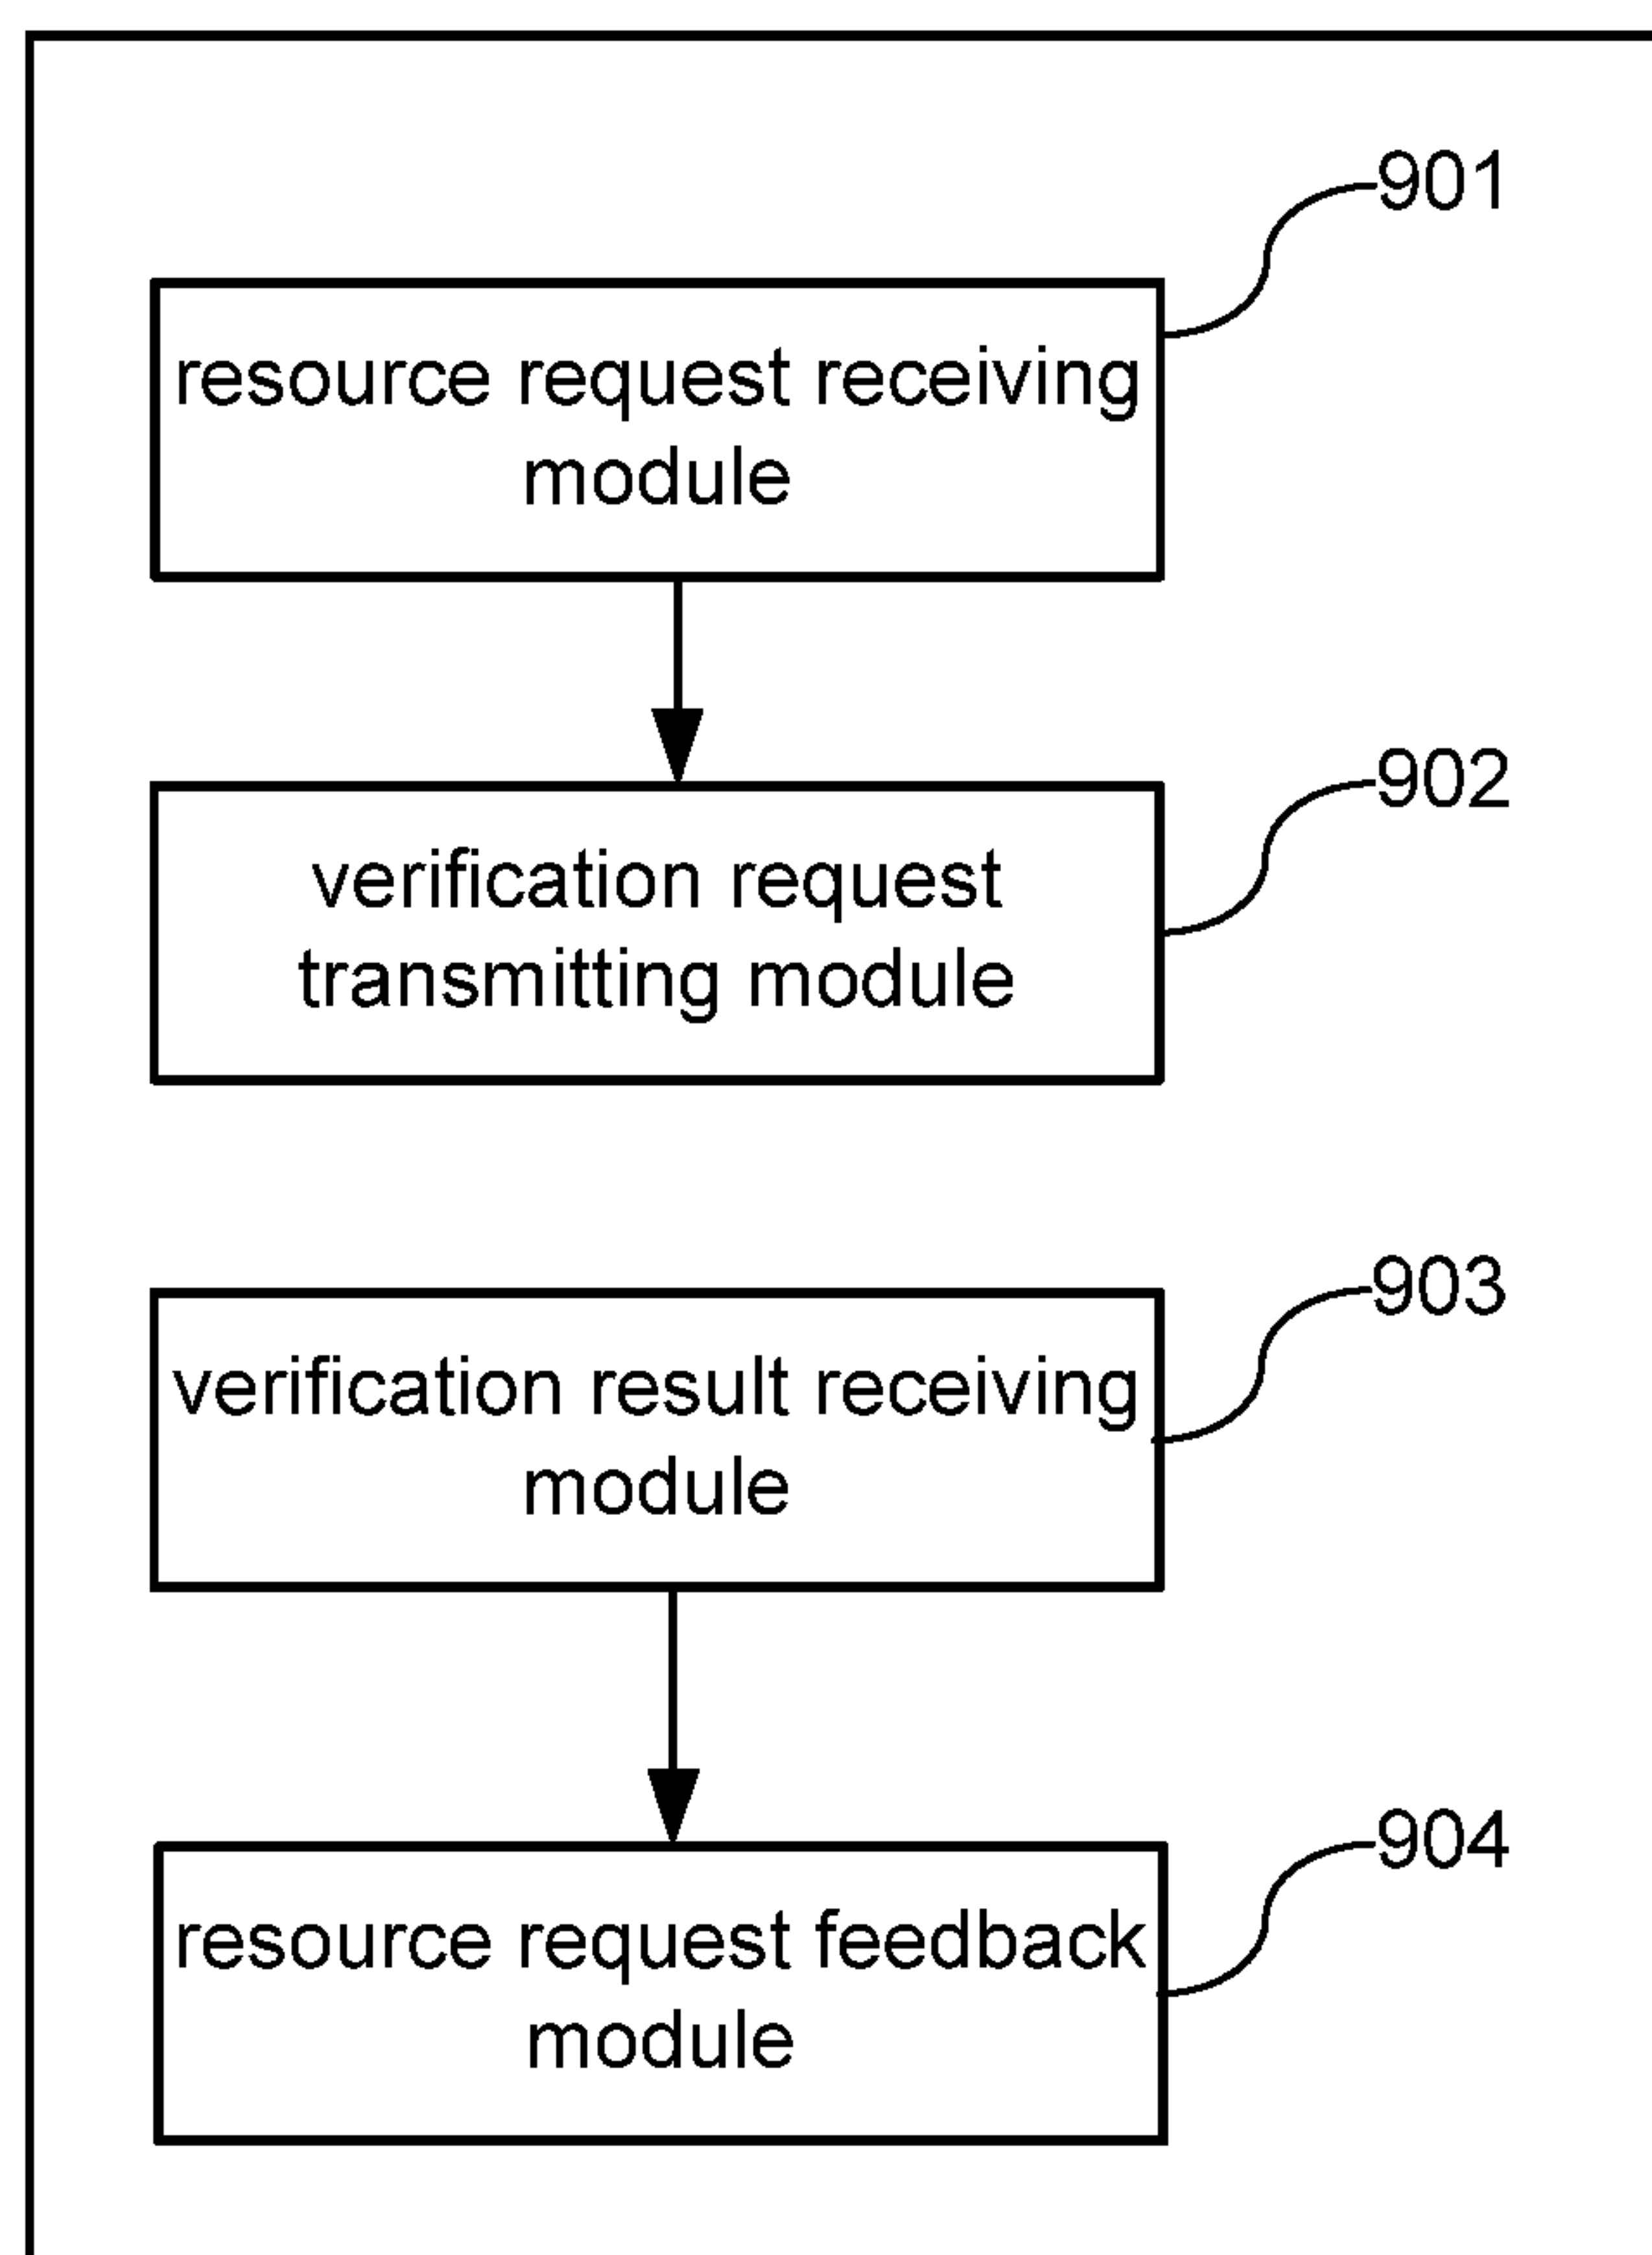 901
resource request receiving
module
902
verification request
transmitting module
903
verification result receiving
module
904
resource request feedback
module